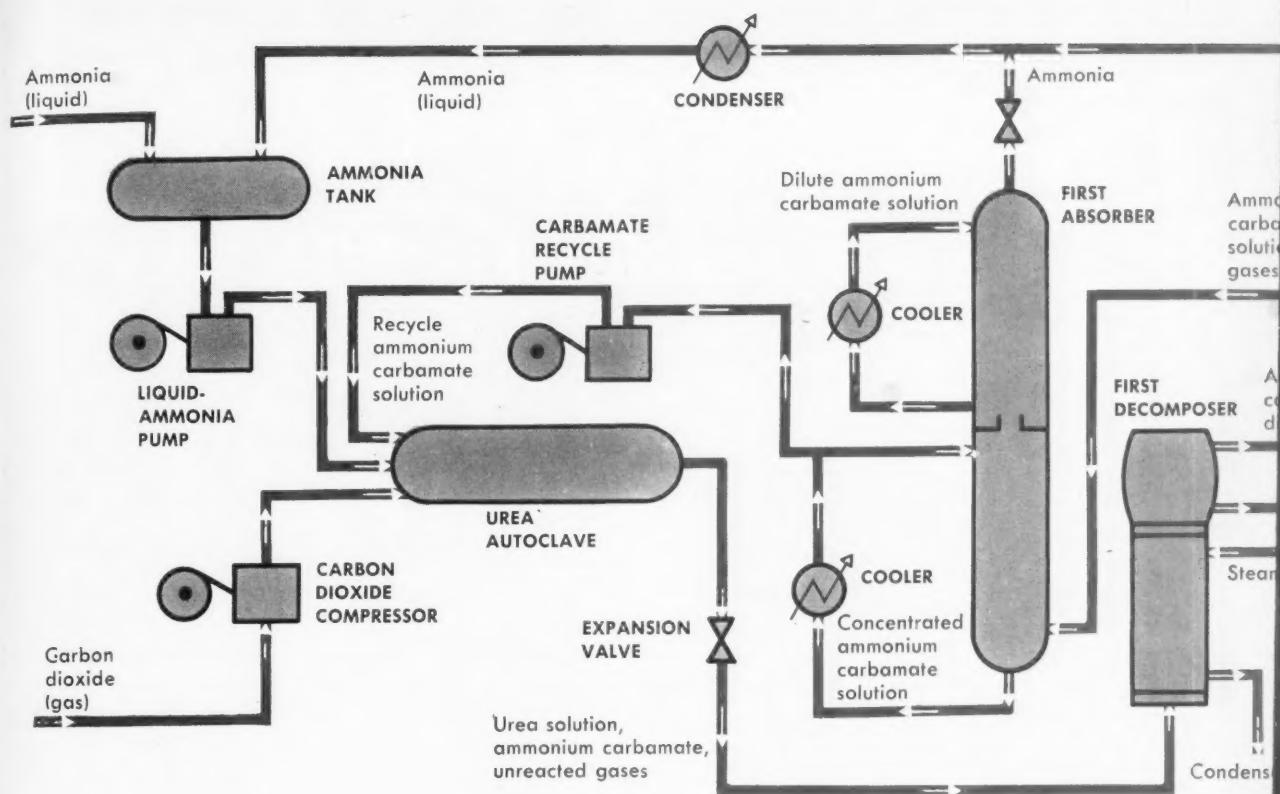 Ammonia
(liquid)
Ammonia
(liquid)
CONDENSER
Ammonia
AMMONIA
TANK
Dilute ammonium
carbamate solution
FIRST
ABSORBER
CARBAMATE
RECYCLE
PUMP
COOLER
Recycle
ammonium
carbamate
solution
LIQUID-
AMMONIA
PUMP
FIRST
DECOMPOSER
UREA
AUTOCLAVE
CARBON
DIOXIDE
COMPRESSOR
COOLER
EXPANSION
VALVE
Concentrated
ammonium
carbamate
solution
Carbon
dioxide
(gas)
Urea solution,
ammonium carbamate,
unreacted gases
gases